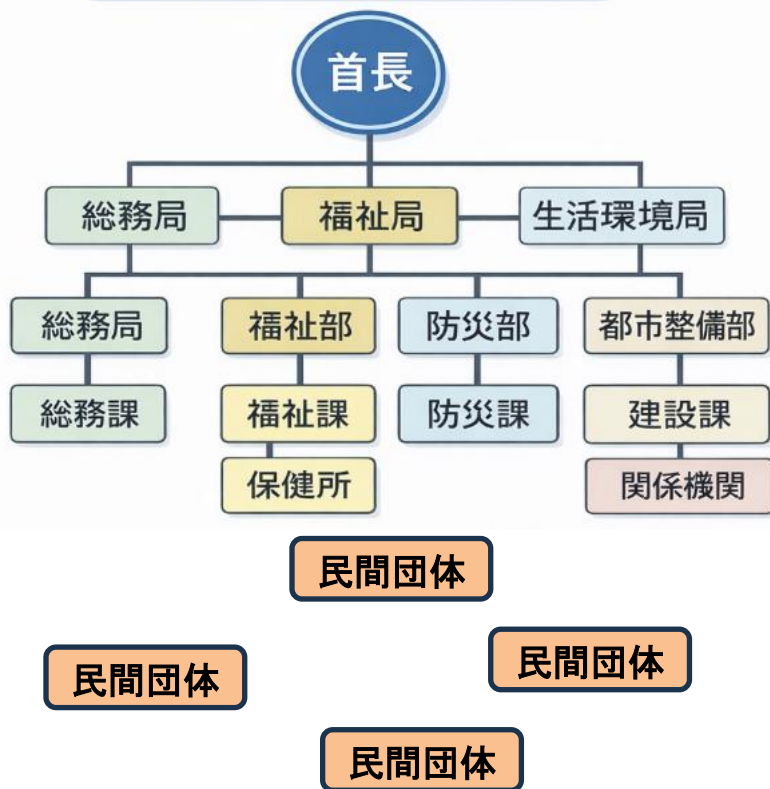 首長
総務局
福祉局
生活環境局
総務局
福祉部
防災部
都市整備部
総務課
福祉課
防災課
建設課
保健所
関係機関
民間団体
民間団体
民間団体
民間団体